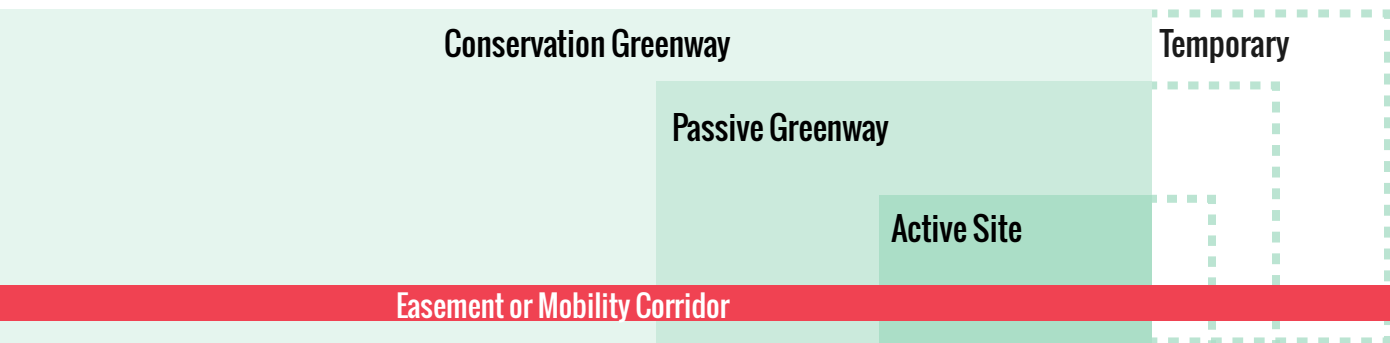 Conservation Greenway
Temporary
Passive Greenway
Active Site
Easement or Mobility Corridor